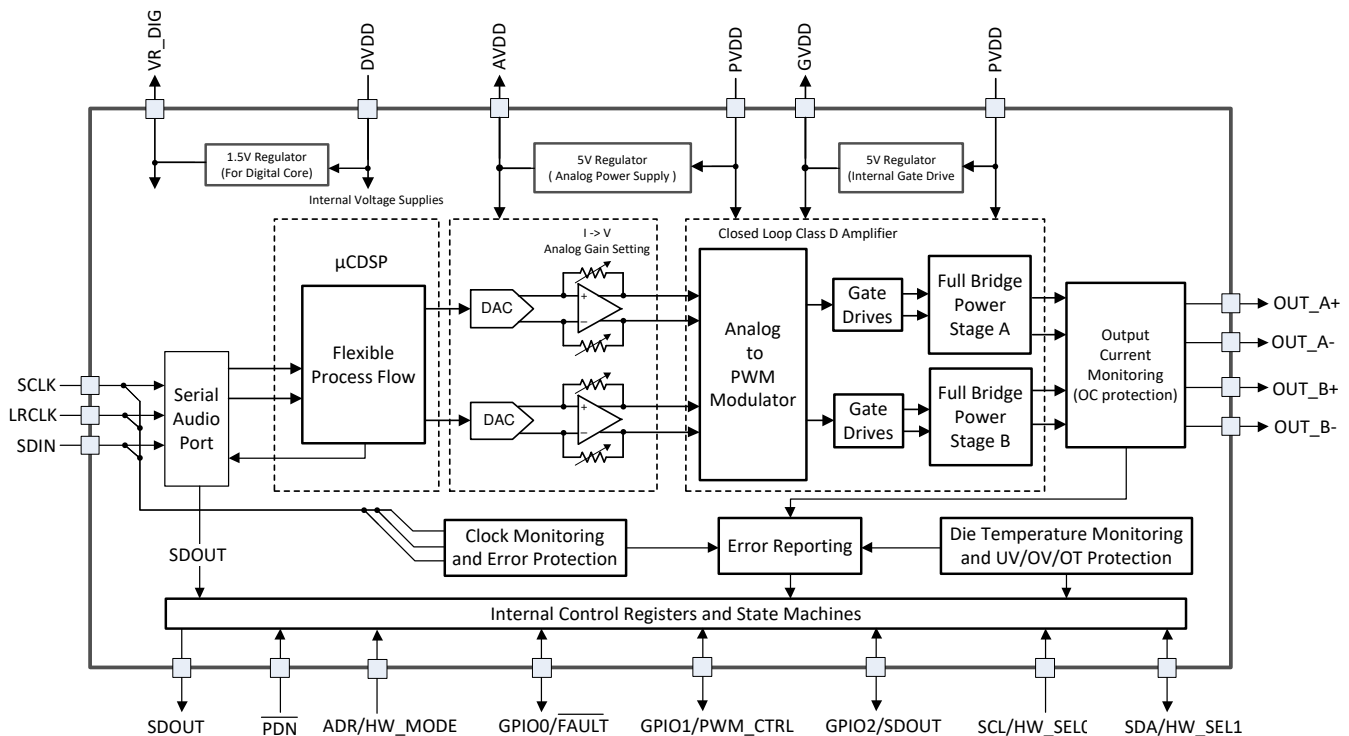 VR_DIG
DVDD
AVDD
PVDD
GVDD
PVDD
1.5V Regulator
(For Digital Core)
5V Regulator
( Analog Power Supply )
5V Regulator
(Internal Gate Drive
Internal Voltage Supplies
µCDSP
I -> V
Analog Gain Setting
Closed Loop Class D Amplifier
Flexible
Process Flow
DAC
+
−
DAC
+
−
Analog
to
PWM
Modulator
Gate
Drives
Gate
Drives
Full Bridge
Power
Stage A
Full Bridge
Power
Stage B
Output
Current
Monitoring
(OC protection)
OUT_A+
OUT_A-
OUT_B+
OUT_B-
SCLK
LRCLK
SDIN
Serial
Audio
Port
SDOUT
Clock Monitoring
and Error Protection
Error Reporting
Die Temperature Monitoring
and UV/OV/OT Protection
Internal Control Registers and State Machines
SDOUT
PDN
ADR/HW_MODE
GPIO0/FAULT
GPIO1/PWM_CTRL
GPIO2/SDOUT
SCL/HW_SEL
SDA/HW_SEL1